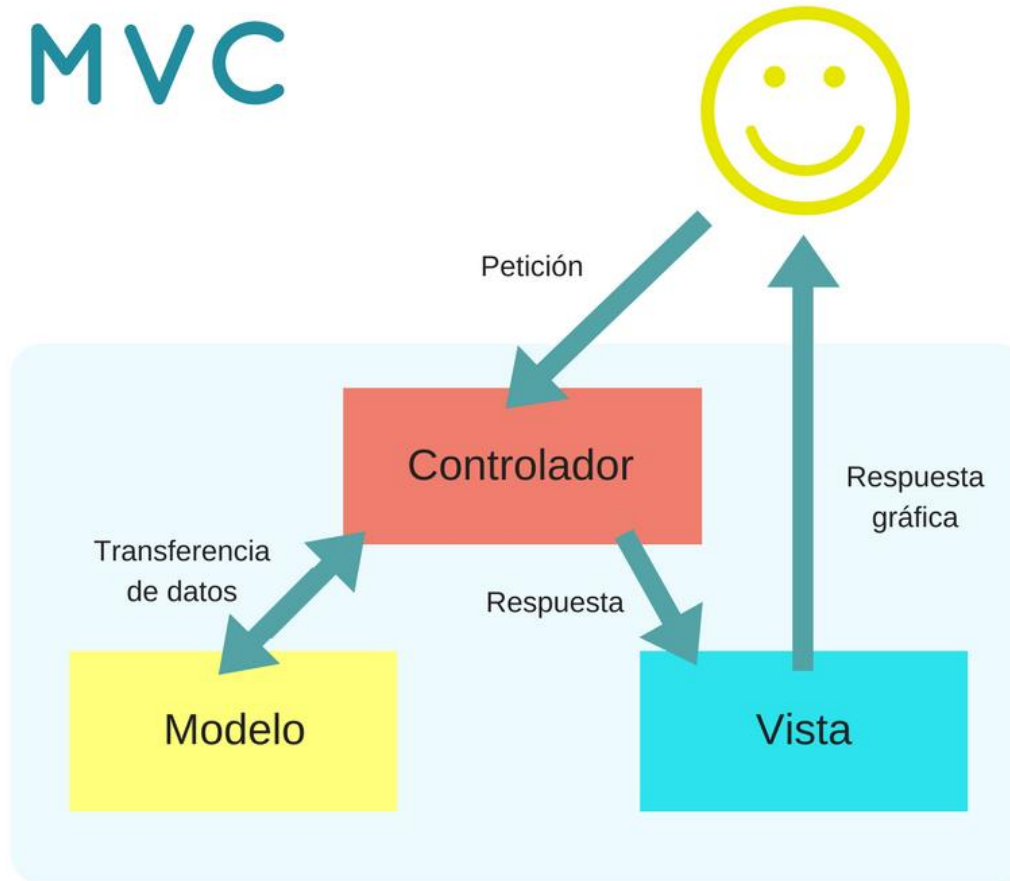 MVC
Petición
Controlador
Respuesta
gráfica
Transferencia
de datos
Respuesta
Modelo
Vista